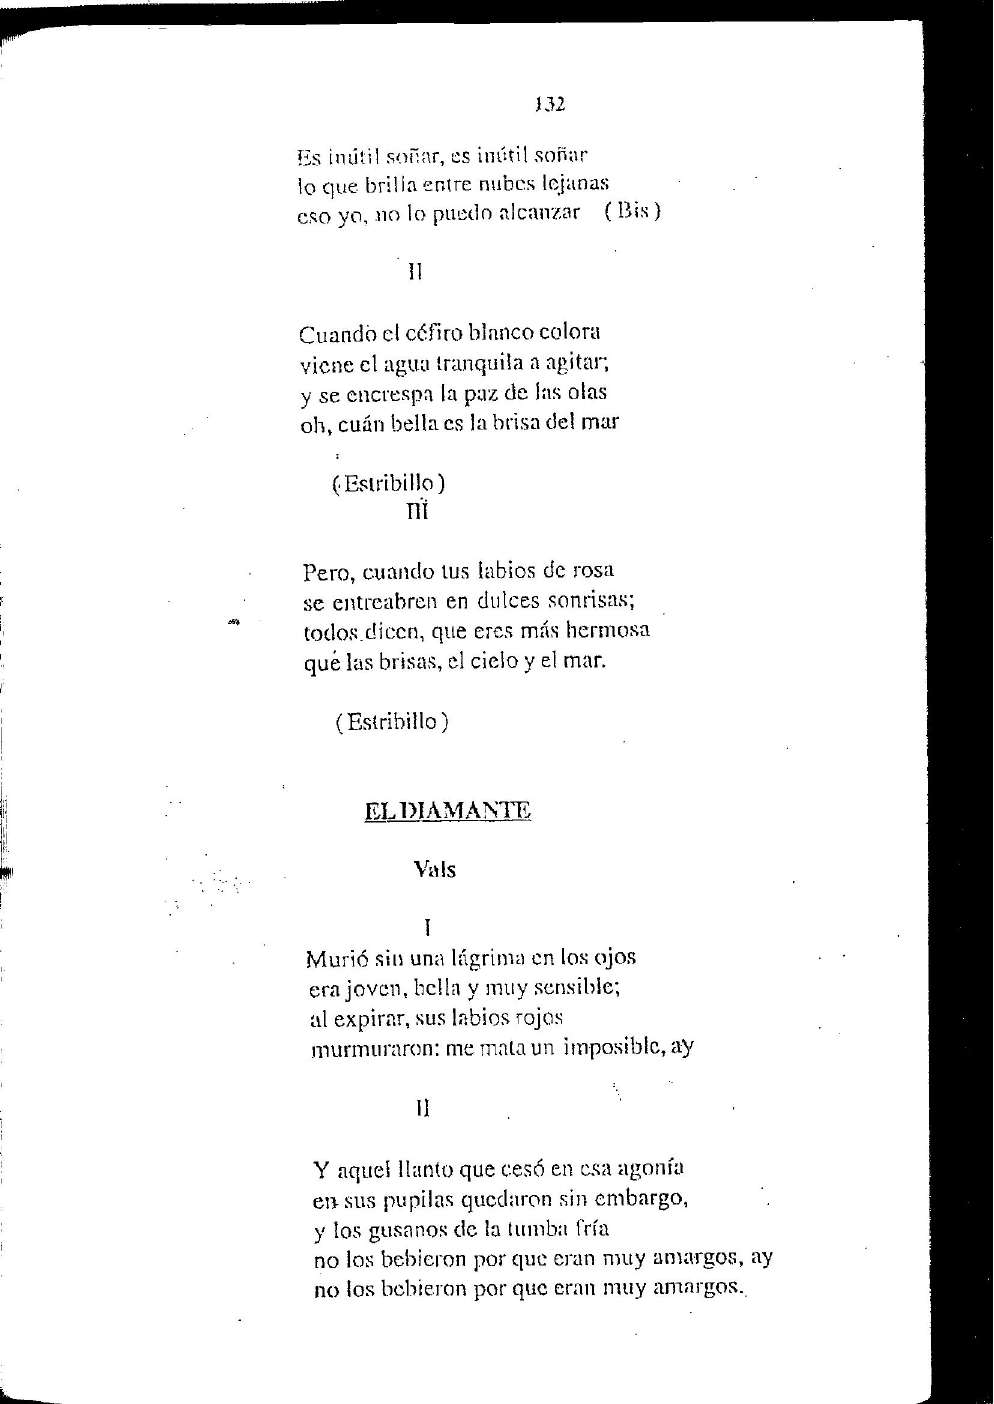 132
Es inútil soñar, es inútil soñar
lo que brilla entre nubes lejanas
eso yo, no lo puedo alcanzar (Bis)
II
Cuando el céfiro blanco colora
viene el agua tranquila a agitar;
y se encrespa la paz de las olas
oh, cuán bella es la brisa del mar
(Estribillo)
III
Pero, cuando tus labios de rosa
se entreabren en dulces sonrisas;
todos dicen, que eres más hermosa
qué las brisas, el cielo y el mar.
(Estribillo)
EL DIAMANTE
Vals
I
Murió sin una lágrima en los ojos
era joven, bella y muy sensible;
al expirar, sus labios rojos
murmuraron: me mata un imposible, ay
II
Y aquel llanto que cesó en esa agonía
en sus pupilas quedaron sin embargo,
y los gusanos de la tumba fría
no los bebieron por que eran muy amargos, ay
no los bebieron por que eran muy amargos.